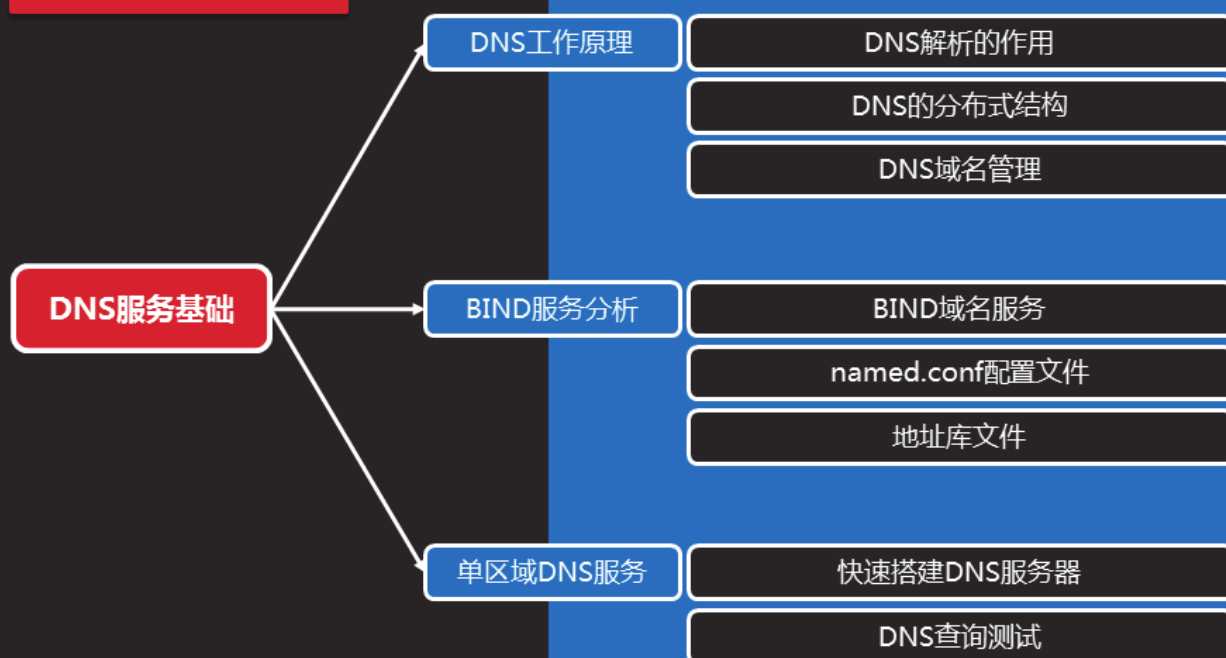 DNS服务基础
DNS工作原理
DNS解析的作用
DNS的分布式结构
DNS域名管理
BIND服务分析
BIND域名服务
named.conf配置文件
地址库文件
单区域DNS服务
快速搭建DNS服务器
DNS查询测试